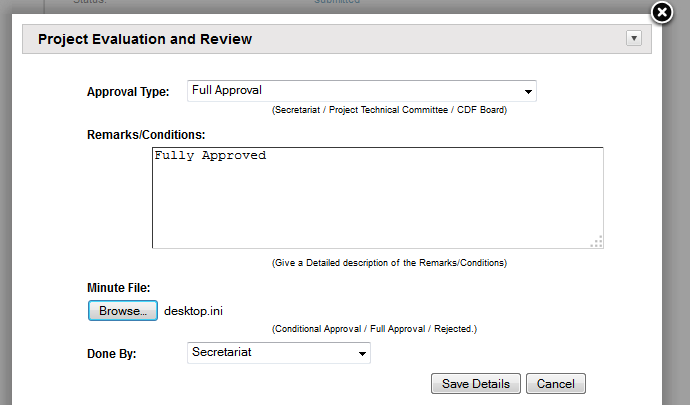 Status:
submitted
Project Evaluation and Review
Approval Type: Full Approval
(Secretariat / Project Technical Committee / CDF Board)
Remarks/Conditions:
Fully Approved
(Give a Detailed description of the Remarks/Conditions)
Minute File:
Browse... desktop.ini
(Conditional Approval / Full Approval / Rejected.)
Done By: Secretariat
Save Details Cancel